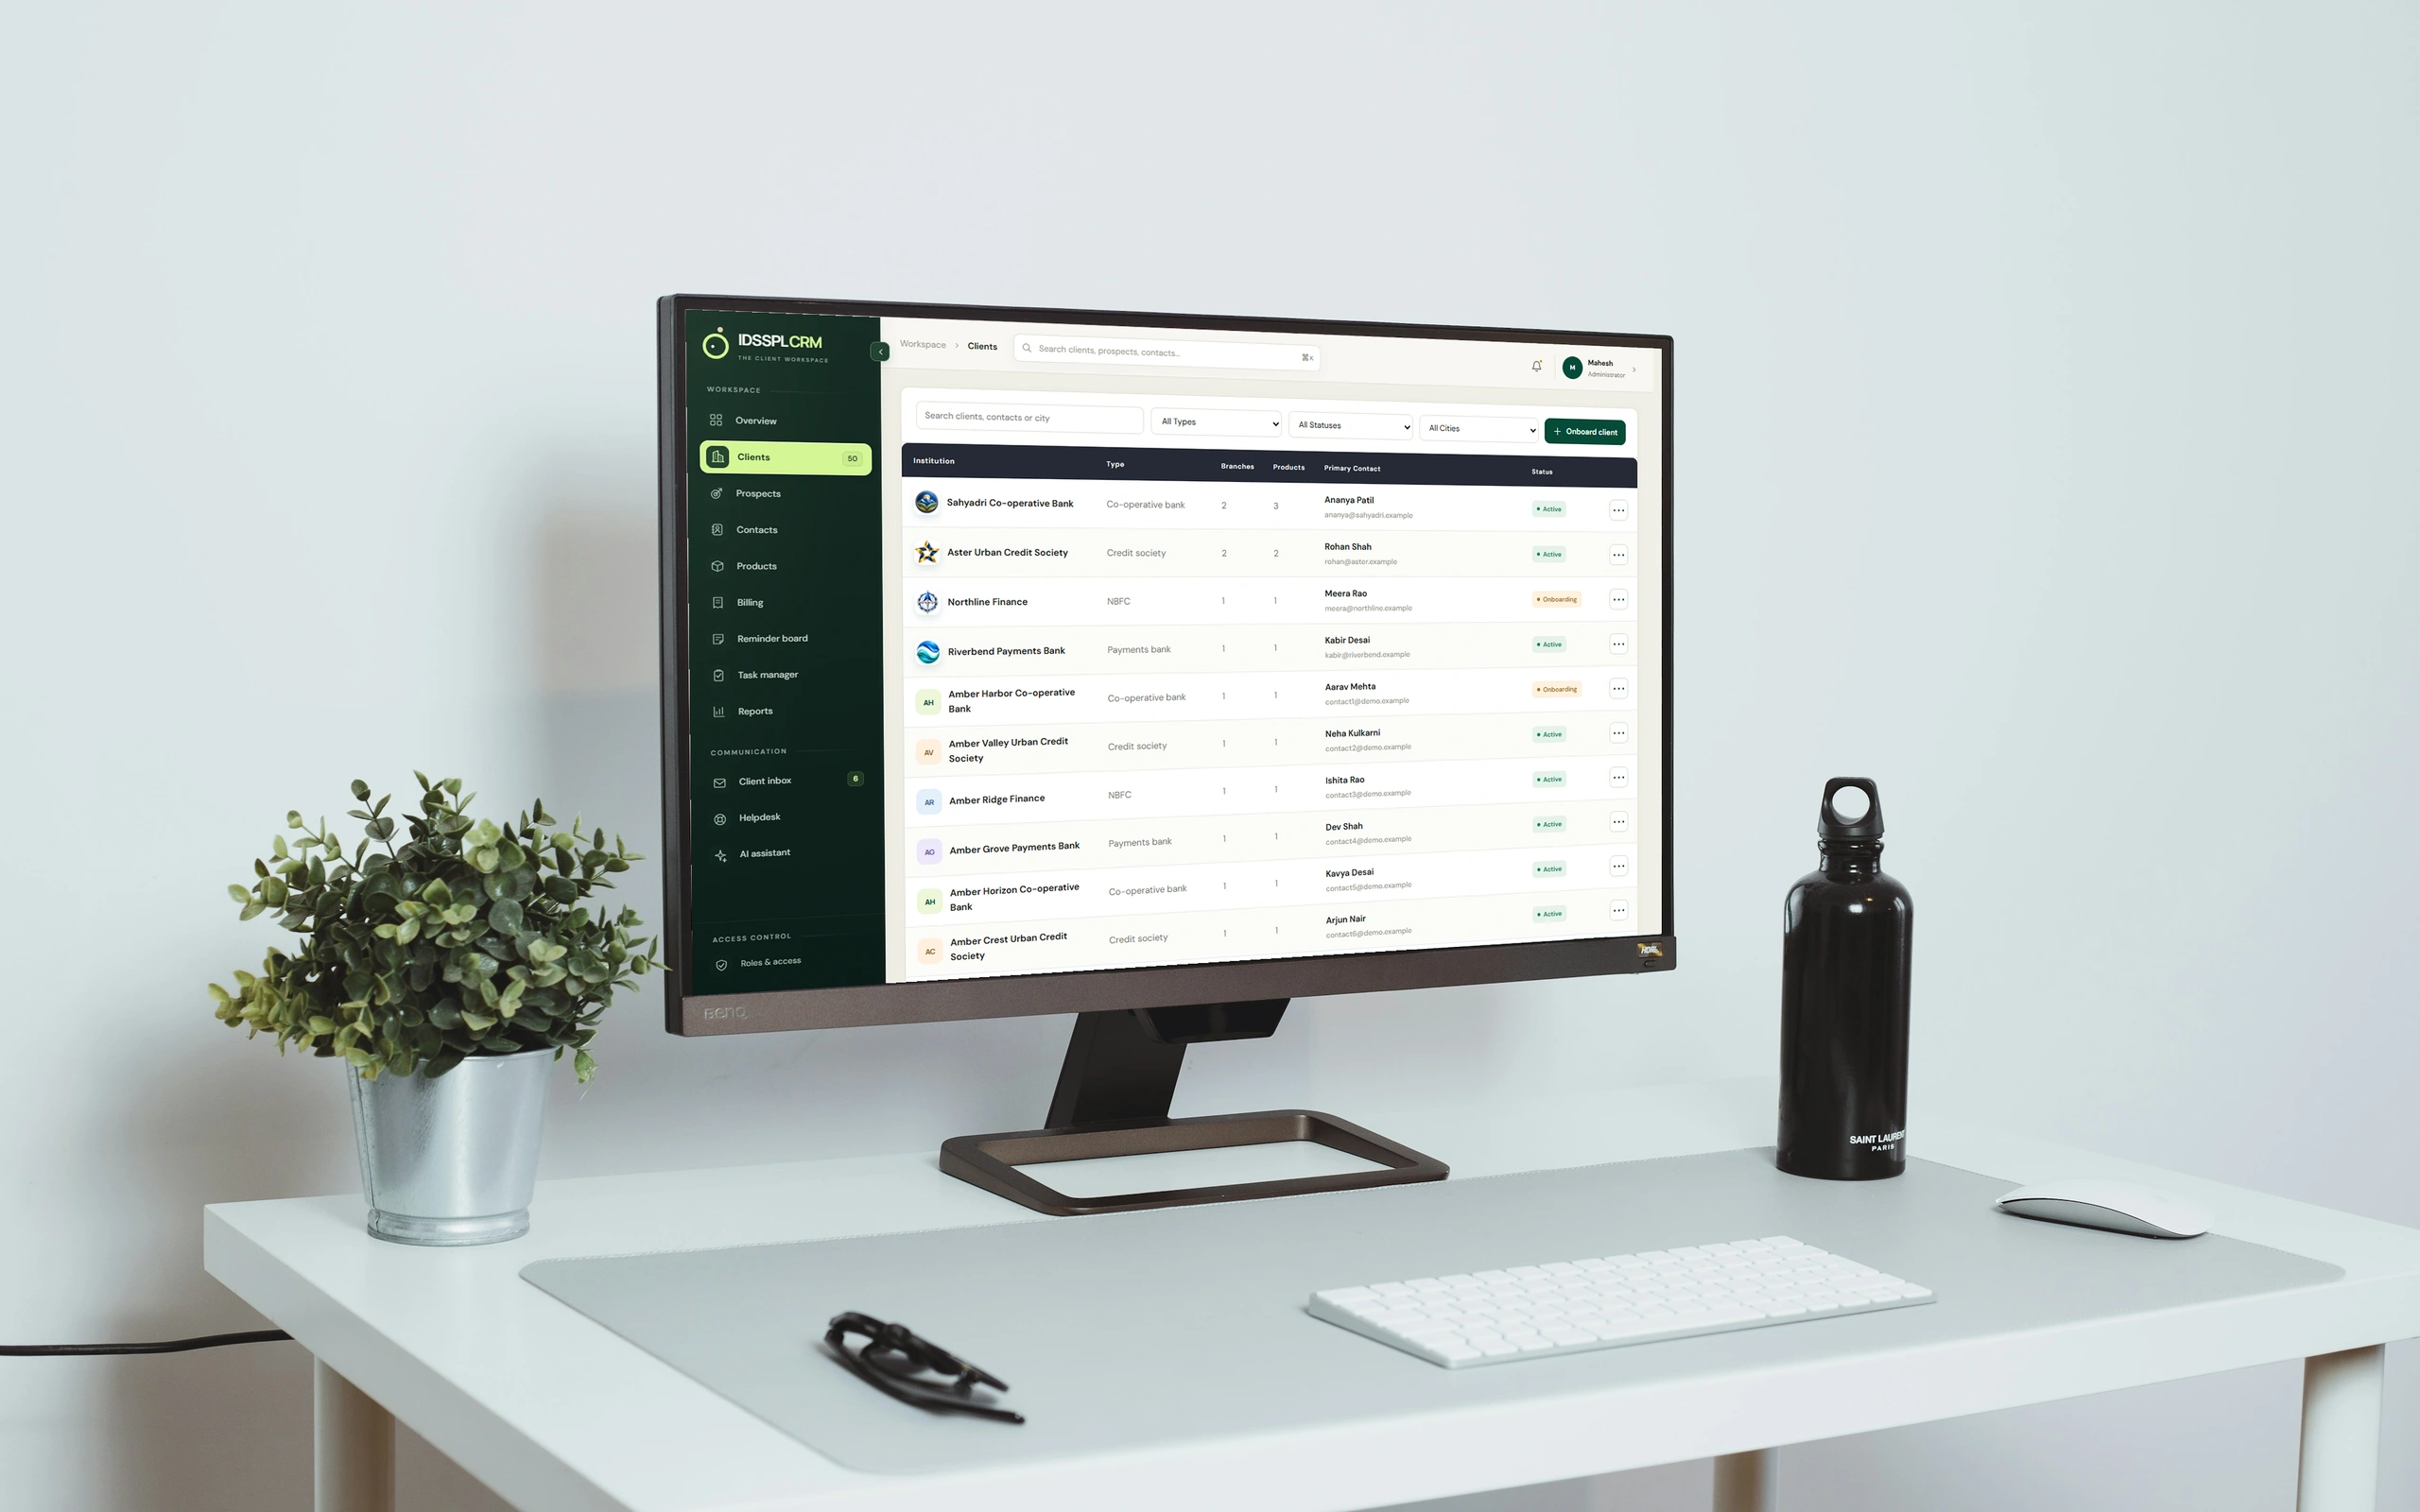 IDSSPLCRM
THE CLIENT WORKSPACE
WORKSPACE
Overview
Clients 50
Prospects
Contacts
Products
Billing
Reminder board
Task manager
Reports
COMMUNICATION
Client inbox 6
Helpdesk
AI assistant
ACCESS CONTROL
Roles & access
Workspace > Clients
Search clients, prospects, contacts... ⌘K
M
Mahesh
Administrator
Search clients, contacts or city
All Types
All Statuses
All Cities
+ Onboard client
Institution Type Branches Products Primary Contact Status
Sahyadri Co-operative Bank Co-operative bank 2 3 Ananya Patil Active
ananya@sahyadri.example
Aster Urban Credit Society Credit society 2 2 Rohan Shah Active
rohan@aster.example
Northline Finance NBFC 1 1 Meera Rao Onboarding
meera@northline.example
Riverbend Payments Bank Payments bank 1 1 Kabir Desai Active
kabir@riverbend.example
AH Amber Harbor Co-operative Co-operative bank 1 1 Aarav Mehta Onboarding
Bank contact1@demo.example
AV Amber Valley Urban Credit Credit society 1 1 Neha Kulkarni Active
Society contact2@demo.example
AR Amber Ridge Finance NBFC 1 1 Ishita Rao Active
contact3@demo.example
AG Amber Grove Payments Bank Payments bank 1 1 Dev Shah Active
contact4@demo.example
AH Amber Horizon Co-operative Co-operative bank 1 1 Kavya Desai Active
Bank contact5@demo.example
AC Amber Crest Urban Credit Credit society 1 1 Arjun Nair Active
Society contact6@demo.example
BenQ
SAINT LAURENT
PARIS